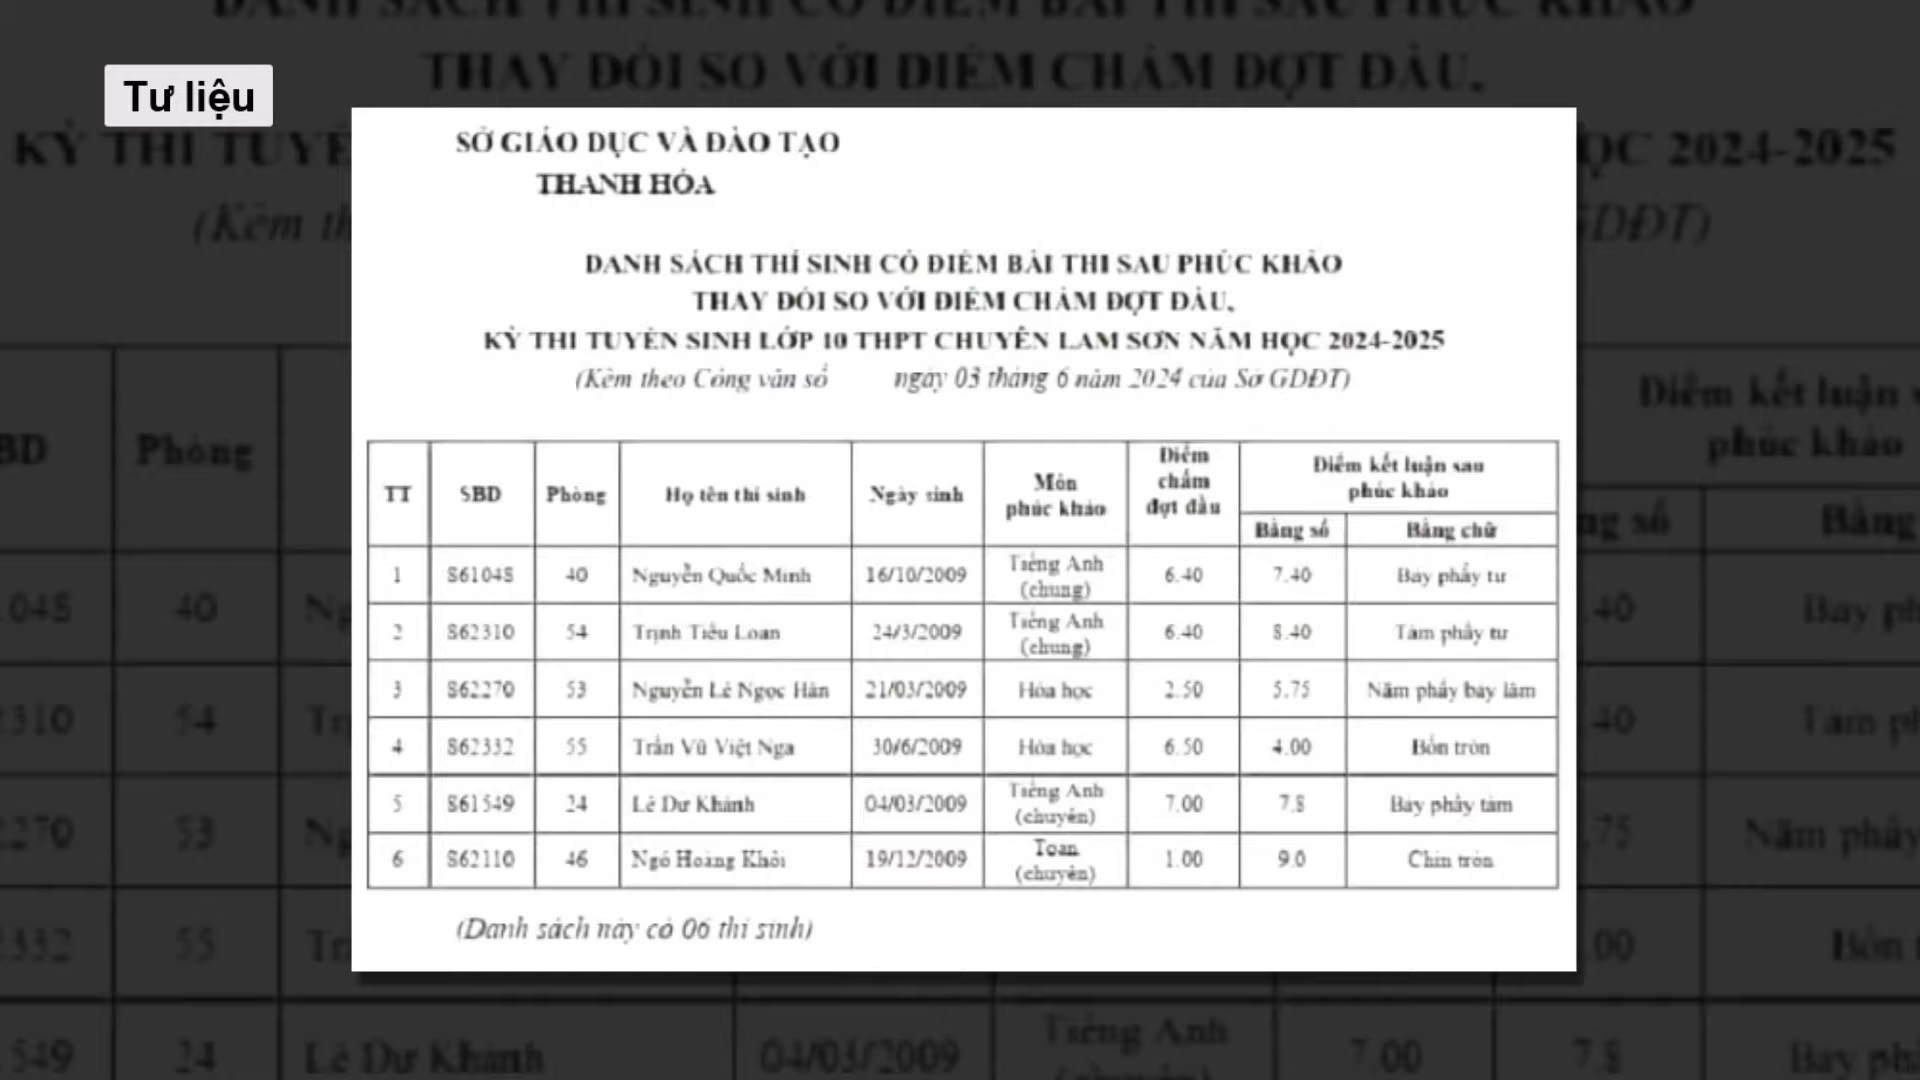 Tư liệu
SỞ GIÁO DỤC VÀ ĐÀO TẠO
THANH HÓA
DANH SÁCH THÍ SINH CÓ ĐIỂM BÀI THI SAU PHÚC KHẢO
THAY ĐỔI SO VỚI ĐIỂM CHẤM ĐỢT ĐẦU,
KỲ THI TUYỂN SINH LỚP 10 THPT CHUYÊN LAM SƠN NĂM HỌC 2024-2025
(Kèm theo Công văn số ngày 03 tháng 6 năm 2024 của Sở GDĐT)
TT SBD Phòng Họ tên thí sinh Ngày sinh Môn phúc khảo Điểm chấm đợt đầu Điểm kết luận sau phúc khảo
Bằng số Bằng chữ
1 861048 40 Nguyễn Quốc Minh 16/10/2009 Tiếng Anh (chung) 6.40 7.40 Bảy phẩy tư
2 862310 54 Trịnh Tiểu Loan 24/3/2009 Tiếng Anh (chung) 6.40 8.40 Tám phẩy tư
3 862270 53 Nguyễn Lê Ngọc Hân 21/03/2009 Hóa học 2.50 5.75 Năm phẩy bảy lăm
4 862332 55 Trần Vũ Việt Nga 30/6/2009 Hóa học 6.50 4.00 Bốn tròn
5 861549 24 Lê Dư Khánh 04/03/2009 Tiếng Anh (chuyên) 7.00 7.8 Bảy phẩy tám
6 862110 46 Ngô Hoàng Khôi 19/12/2009 Toán (chuyên) 1.00 9.0 Chín tròn
(Danh sách này có 06 thí sinh)